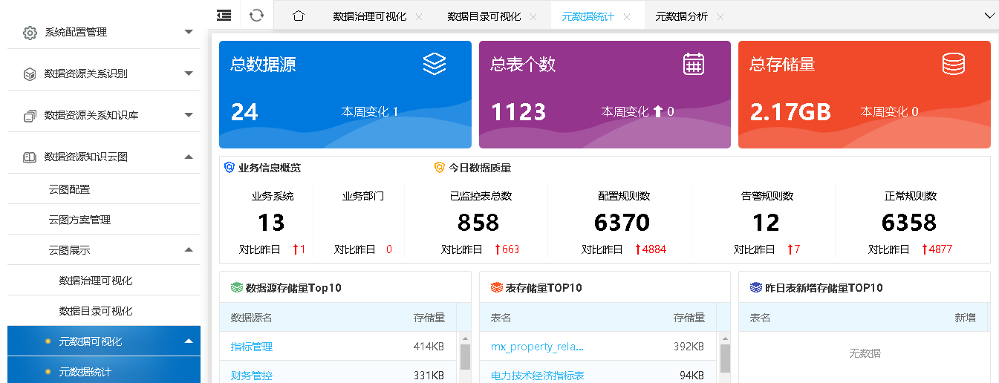 系统配置管理
数据资源关系识别
数据资源关系知识库
数据资源知识云图
云图配置
云图方案管理
云图展示
数据治理可视化
数据目录可视化
元数据可视化
元数据统计
数据治理可视化 × 数据目录可视化 × 元数据统计 × 元数据分析 ×
总数据源
24 本周变化 1
总表个数
1123 本周变化 ⬆ 0
总存储量
2.17GB 本周变化 0
业务信息概览
业务系统 业务部门
13
对比昨日 ↑1 对比昨日 0
今日数据质量
已监控表总数 配置规则数 告警规则数 正常规则数
858 6370 12 6358
对比昨日 ↑663 对比昨日 ↑4884 对比昨日 ↑7 对比昨日 ↑4877
数据源存储量Top10
数据源名 存储量
指标管理 414KB
财务管控 331KB
表存储量TOP10
表名 存储量
mx_property_rela... 392KB
电力技术经济指标表 94KB
昨日表新增存储量TOP10
表名 新增
无数据